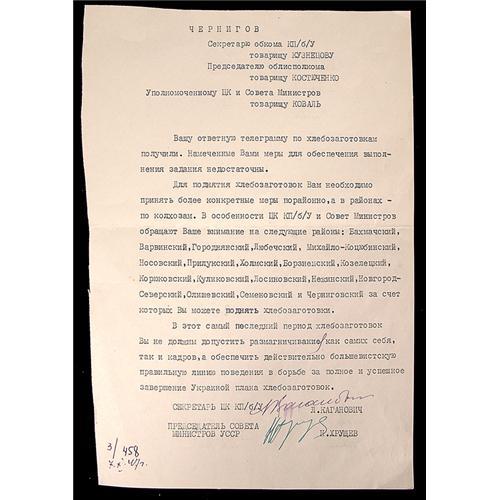 ЧЕРНИГОВ
Секретарю обкома КП/б/У
товарищу КУЗНЕЦОВУ
Председателю облисполкома
товарищу КОСТЮЧЕНКО
Уполномоченному ЦК и Совета Министров
товарищу КОВАЛЬ
Вашу ответную телеграмму по хлебозаготовкам
получили. Намеченные Вами меры для обеспечения выпол-
нения задания недостаточны.
Для поднятия хлебозаготовок Вам необходимо
принять более конкретные меры порайонно,а в районах -
по колхозам. В особенности ЦК КП/б/У и Совет Министров
обращают Ваше внимание на следующие районы: Бахмачский,
Варвинский,Городнянский,Любечский, Михайло-Коцюбинский,
Носовский,Прилукский,Холмский,Борзненский,Козелецкий,
Корюковский,Куликовский,Лосиновский,Нежинский,Новгород-
Северский,Олишевский,Семеновский и Черниговский за счет
которых Вы можете поднять хлебозаготовки.
В этот самый последний период хлебозаготовок
Вы не должны допустить размагничивания как самих себя,
так и кадров,а обеспечить действительно большевистскую
правильную линию поведения в борьбе за полное и успешное
завершение Украиной плана хлебозаготовок.
СЕКРЕТАРЬ ЦК КП/б/У Л.КАГАНОВИЧ
ПРЕДСЕДАТЕЛЬ СОВЕТА
МИНИСТРОВ УССР Н.ХРУЩЕВ
3/458